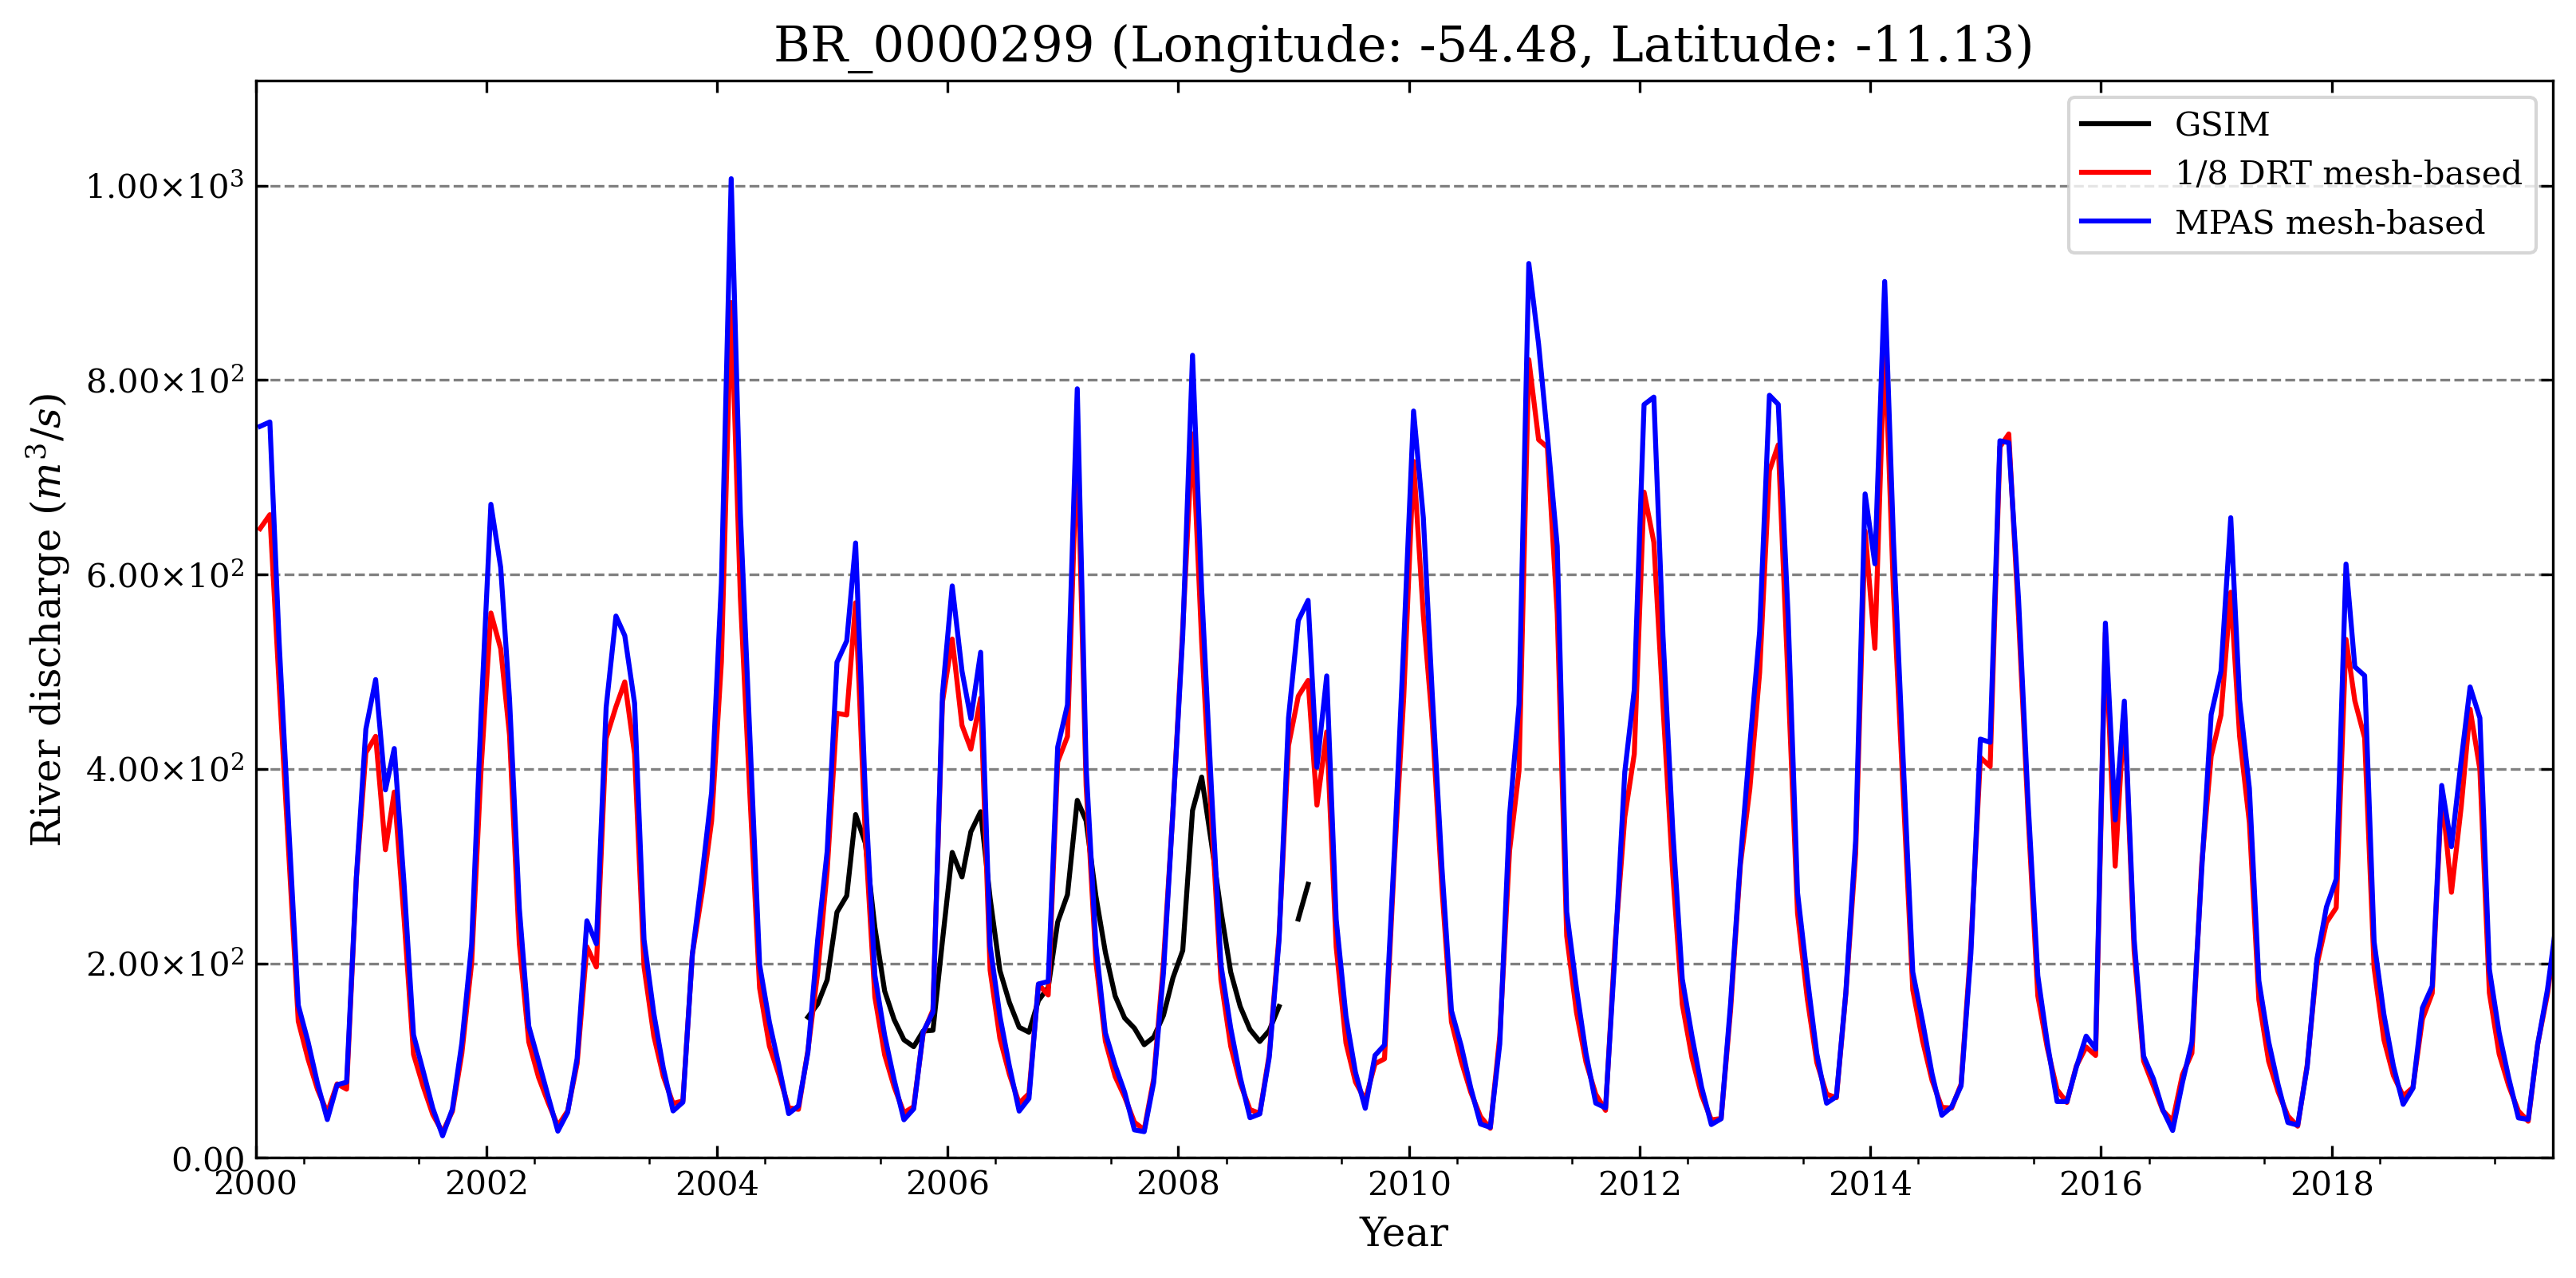 BR_0000299 (Longitude: -54.48, Latitude: -11.13)
GSIM
1/8 DRT mesh-based
MPAS mesh-based
1.00×10³
8.00×10²
6.00×10²
4.00×10²
2.00×10²
0.00
River discharge (m³/s)
2000 2002 2004 2006 2008 2010 2012 2014 2016 2018
Year